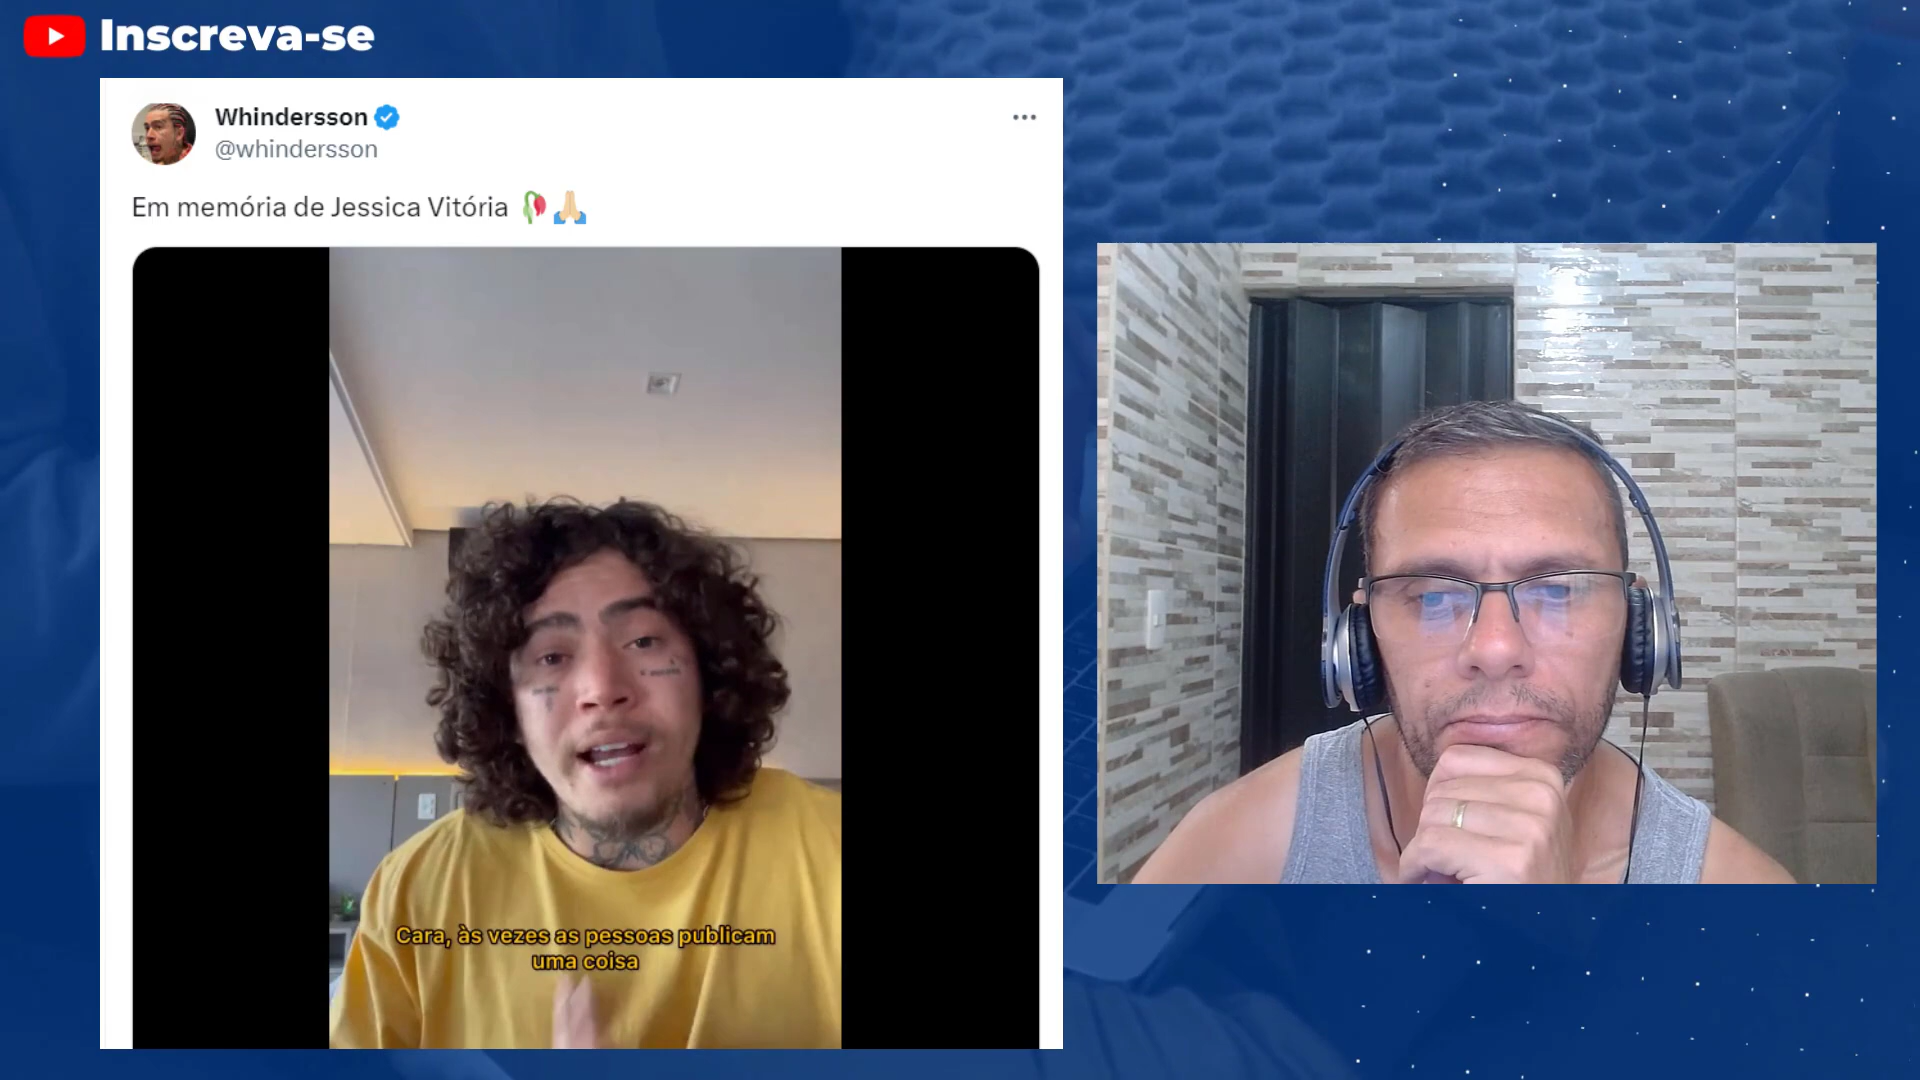 Inscreva-se
Whindersson
@whindersson
Em memória de Jessica Vitória
Cara, às vezes as pessoas publicam
uma coisa